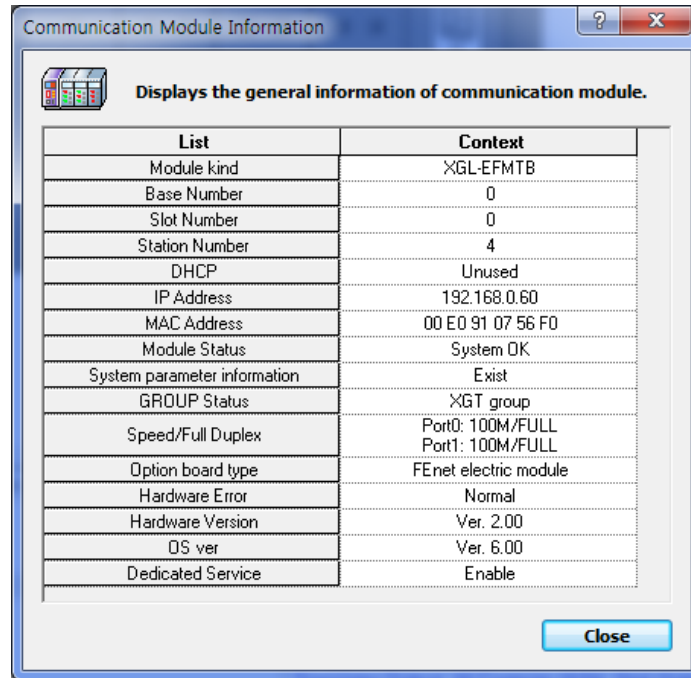 Communication Module Information
Displays the general information of communication module.
List Context
Module kind XGL-EFMTB
Base Number 0
Slot Number 0
Station Number 4
DHCP Unused
IP Address 192.168.0.60
MAC Address 00 E0 91 07 56 F0
Module Status System OK
System parameter information Exist
GROUP Status XGT group
Speed/Full Duplex Port0: 100M/FULL
Port1: 100M/FULL
Option board type FEnet electric module
Hardware Error Normal
Hardware Version Ver. 2.00
OS ver Ver. 6.00
Dedicated Service Enable
Close